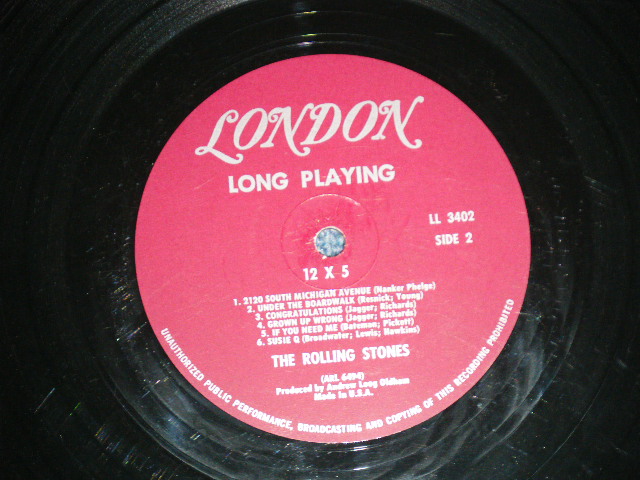 LONDON
LONG PLAYING
LL 3402
SIDE 2
12 X 5
1. 2120 SOUTH MICHIGAN AVENUE (Nanker Phelge)
2. UNDER THE BOARDWALK (Resnick; Young)
3. CONGRATULATIONS (Jagger; Richards)
4. GROWN UP WRONG (Jagger; Richards)
5. IF YOU NEED ME (Bateman; Pickett)
6. SUSIE Q (Broadwater; Lewis; Hawkins)
THE ROLLING STONES
(ARL 6494)
Produced by Andrew Loog Oldham
Made in U.S.A.
UNAUTHORIZED PUBLIC PERFORMANCE, BROADCASTING AND COPYING OF THIS RECORDING PROHIBITED